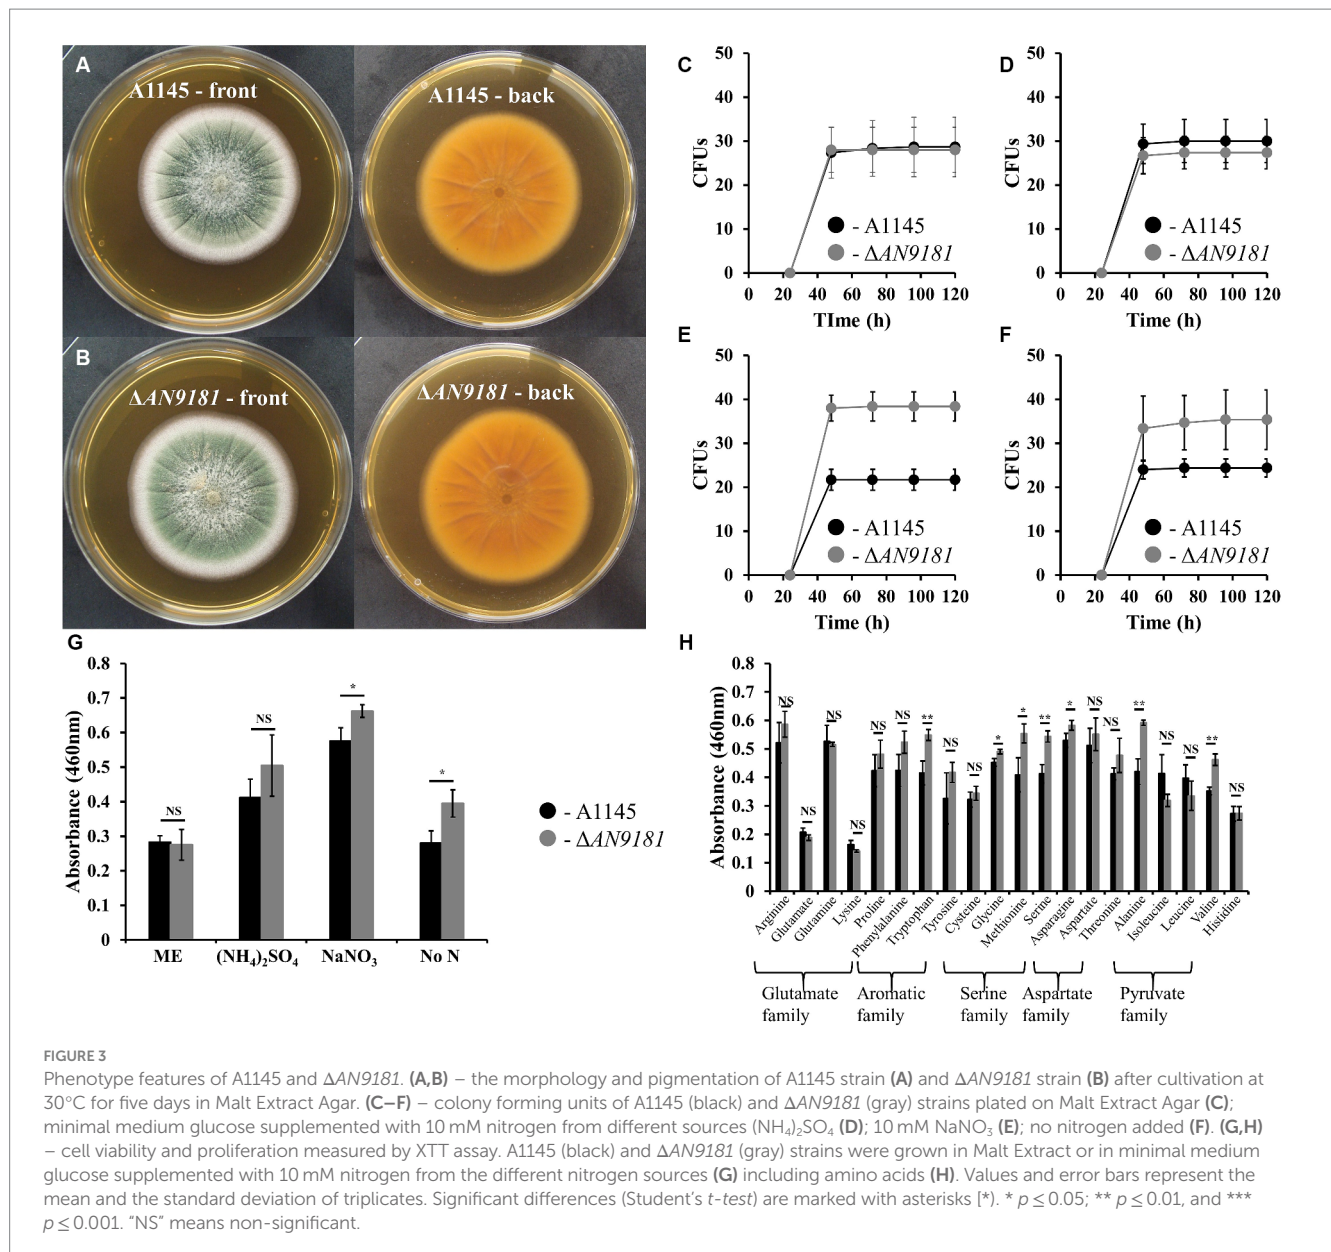 A
A1145 - front
A1145 - back
B
ΔAN9181 - front
ΔAN9181 - back
C
50
40
30
20
10
0
CFUs
- A1145
- ΔAN9181
0 20 40 60 80 100 120
TIme (h)
D
50
40
30
20
10
0
CFUs
- A1145
- ΔAN9181
0 20 40 60 80 100 120
Time (h)
E
50
40
30
20
10
0
CFUs
- A1145
- ΔAN9181
0 20 40 60 80 100 120
Time (h)
F
50
40
30
20
10
0
CFUs
- A1145
- ΔAN9181
0 20 40 60 80 100 120
Time (h)
G
0.8
0.7
0.6
0.5
0.4
0.3
0.2
0.1
0
Absorbance (460nm)
NS NS * *
ME (NH₄)₂SO₄ NaNO₃ No N
- A1145
- ΔAN9181
H
0.8
0.7
0.6
0.5
0.4
0.3
0.2
0.1
0
Absorbance (460nm)
NS NS NS NS NS NS ** NS NS * * ** * NS NS ** NS NS ** NS
Arginine
Glutamate
Glutamine
Lysine
Proline
Phenylalanine
Tryptophan
Tyrosine
Cysteine
Glycine
Methionine
Serine
Asparagine
Aspartate
Threonine
Alanine
Isoleucine
Leucine
Valine
Histidine
Glutamate family
Aromatic family
Serine family
Aspartate family
Pyruvate family
FIGURE 3
Phenotype features of A1145 and ΔAN9181. (A,B) – the morphology and pigmentation of A1145 strain (A) and ΔAN9181 strain (B) after cultivation at
30°C for five days in Malt Extract Agar. (C–F) – colony forming units of A1145 (black) and ΔAN9181 (gray) strains plated on Malt Extract Agar (C);
minimal medium glucose supplemented with 10 mM nitrogen from different sources (NH₄)₂SO₄ (D); 10 mM NaNO₃ (E); no nitrogen added (F). (G,H)
– cell viability and proliferation measured by XTT assay. A1145 (black) and ΔAN9181 (gray) strains were grown in Malt Extract or in minimal medium
glucose supplemented with 10 mM nitrogen from the different nitrogen sources (G) including amino acids (H). Values and error bars represent the
mean and the standard deviation of triplicates. Significant differences (Student's t-test) are marked with asterisks [*). * p ≤ 0.05; ** p ≤ 0.01, and ***
p ≤ 0.001. "NS" means non-significant.